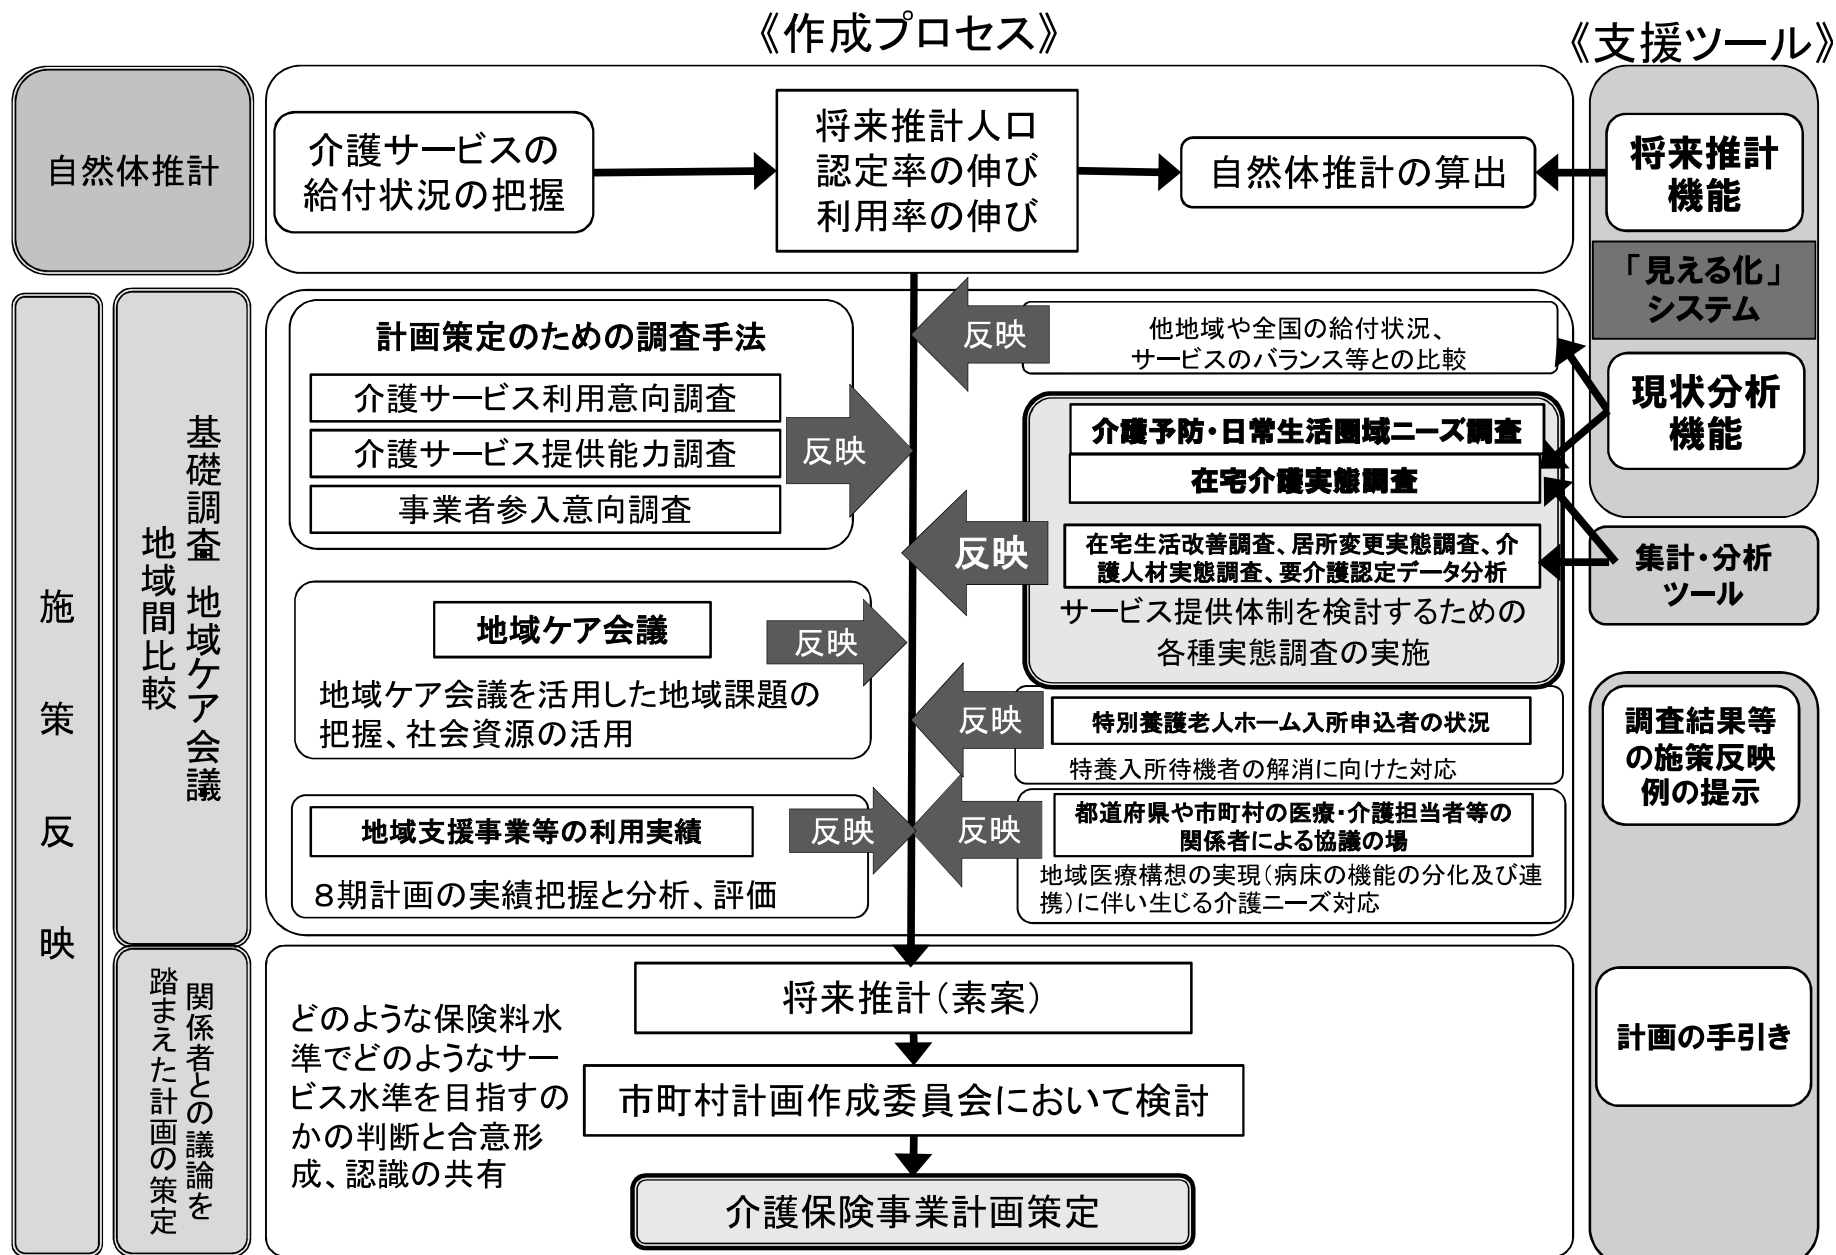 《作成プロセス》
《支援ツール》
自然体推計
介護サービスの
給付状況の把握
将来推計人口
認定率の伸び
利用率の伸び
自然体推計の算出
将来推計
機能
「見える化」
システム
現状分析
機能
集計・分析
ツール
調査結果等
の施策反映
例の提示
計画の手引き
施策反映
基礎調査 地域ケア会議
地域間比較
計画策定のための調査手法
介護サービス利用意向調査
介護サービス提供能力調査
事業者参入意向調査
反映
反映
他地域や全国の給付状況、
サービスのバランス等との比較
介護予防・日常生活圏域ニーズ調査
在宅介護実態調査
反映
在宅生活改善調査、居所変更実態調査、介
護人材実態調査、要介護認定データ分析
サービス提供体制を検討するための
各種実態調査の実施
地域ケア会議
反映
地域ケア会議を活用した地域課題の
把握、社会資源の活用
反映
特別養護老人ホーム入所申込者の状況
特養入所待機者の解消に向けた対応
地域支援事業等の利用実績
反映
8期計画の実績把握と分析、評価
反映
都道府県や市町村の医療・介護担当者等の
関係者による協議の場
地域医療構想の実現(病床の機能の分化及び連
携)に伴い生じる介護ニーズ対応
関係者との議論を
踏まえた計画の策定
どのような保険料水
準でどのようなサー
ビス水準を目指すの
かの判断と合意形
成、認識の共有
将来推計(素案)
市町村計画作成委員会において検討
介護保険事業計画策定